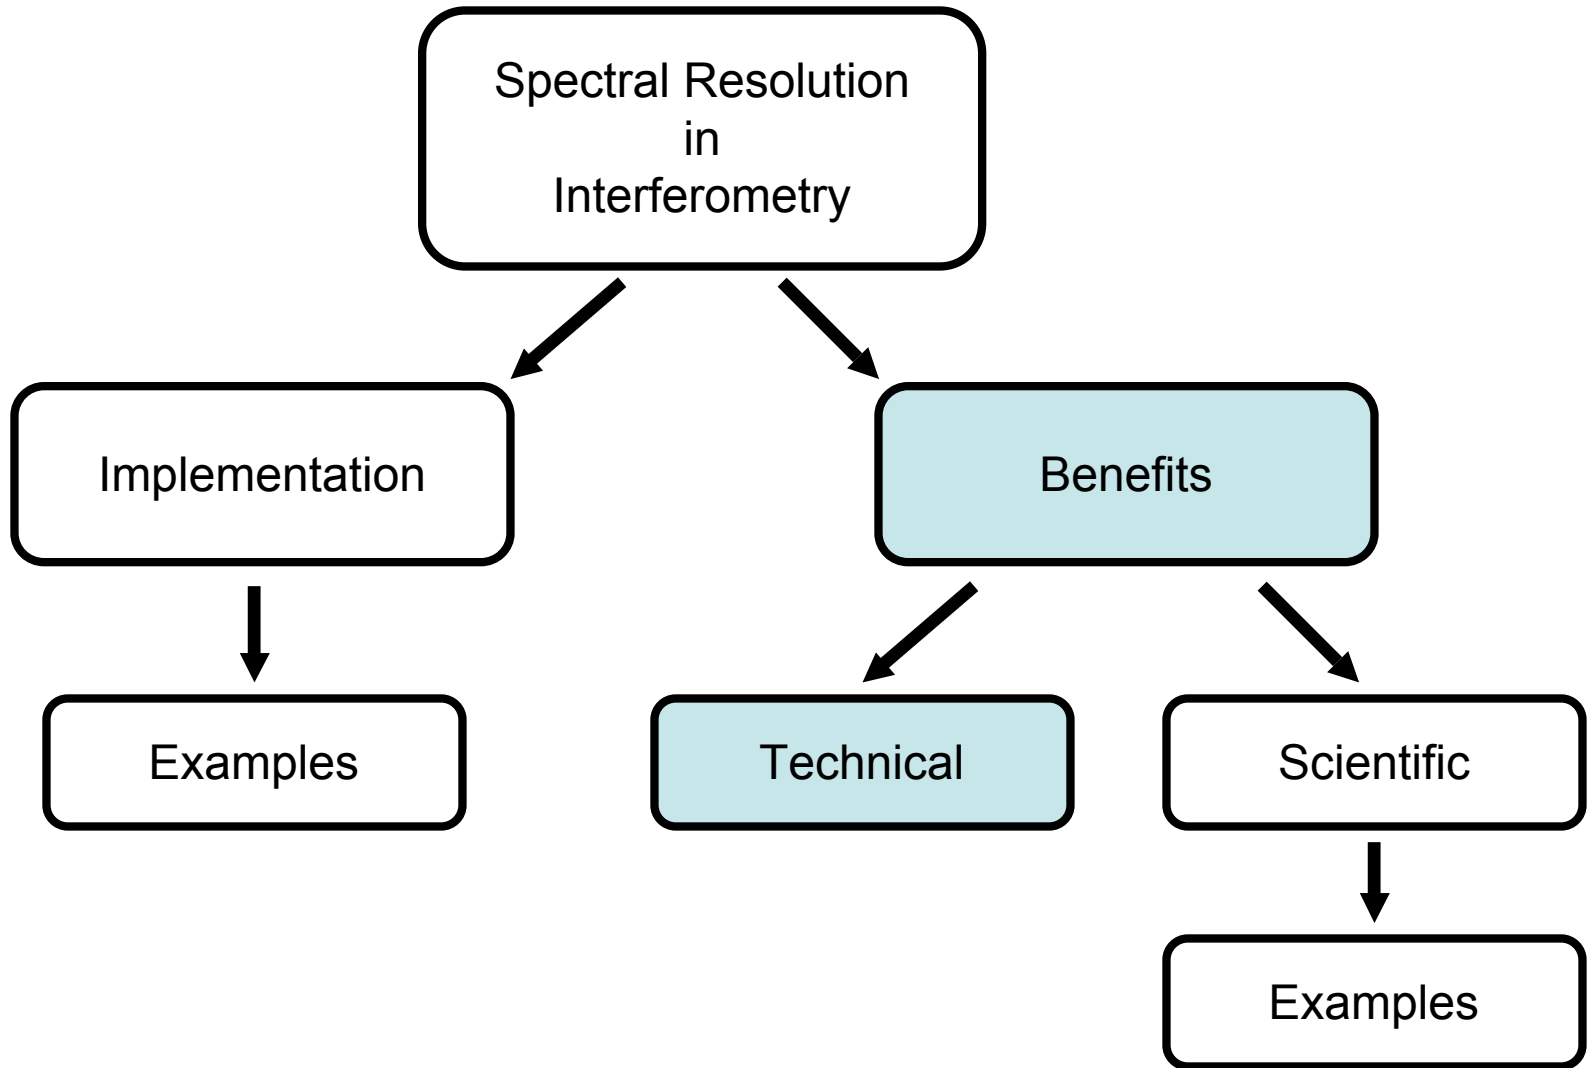 Spectral Resolution
in
Interferometry
Implementation
Benefits
Examples
Technical
Scientific
Examples